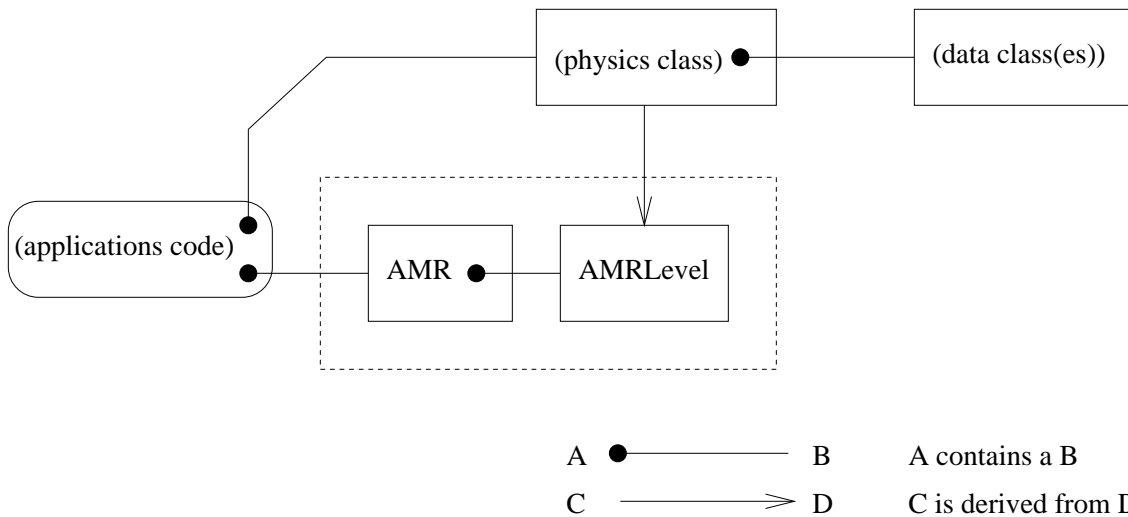 (physics class)
(data class(es))
(applications code)
AMR
AMRLevel
A B A contains a B
C D C is derived from D